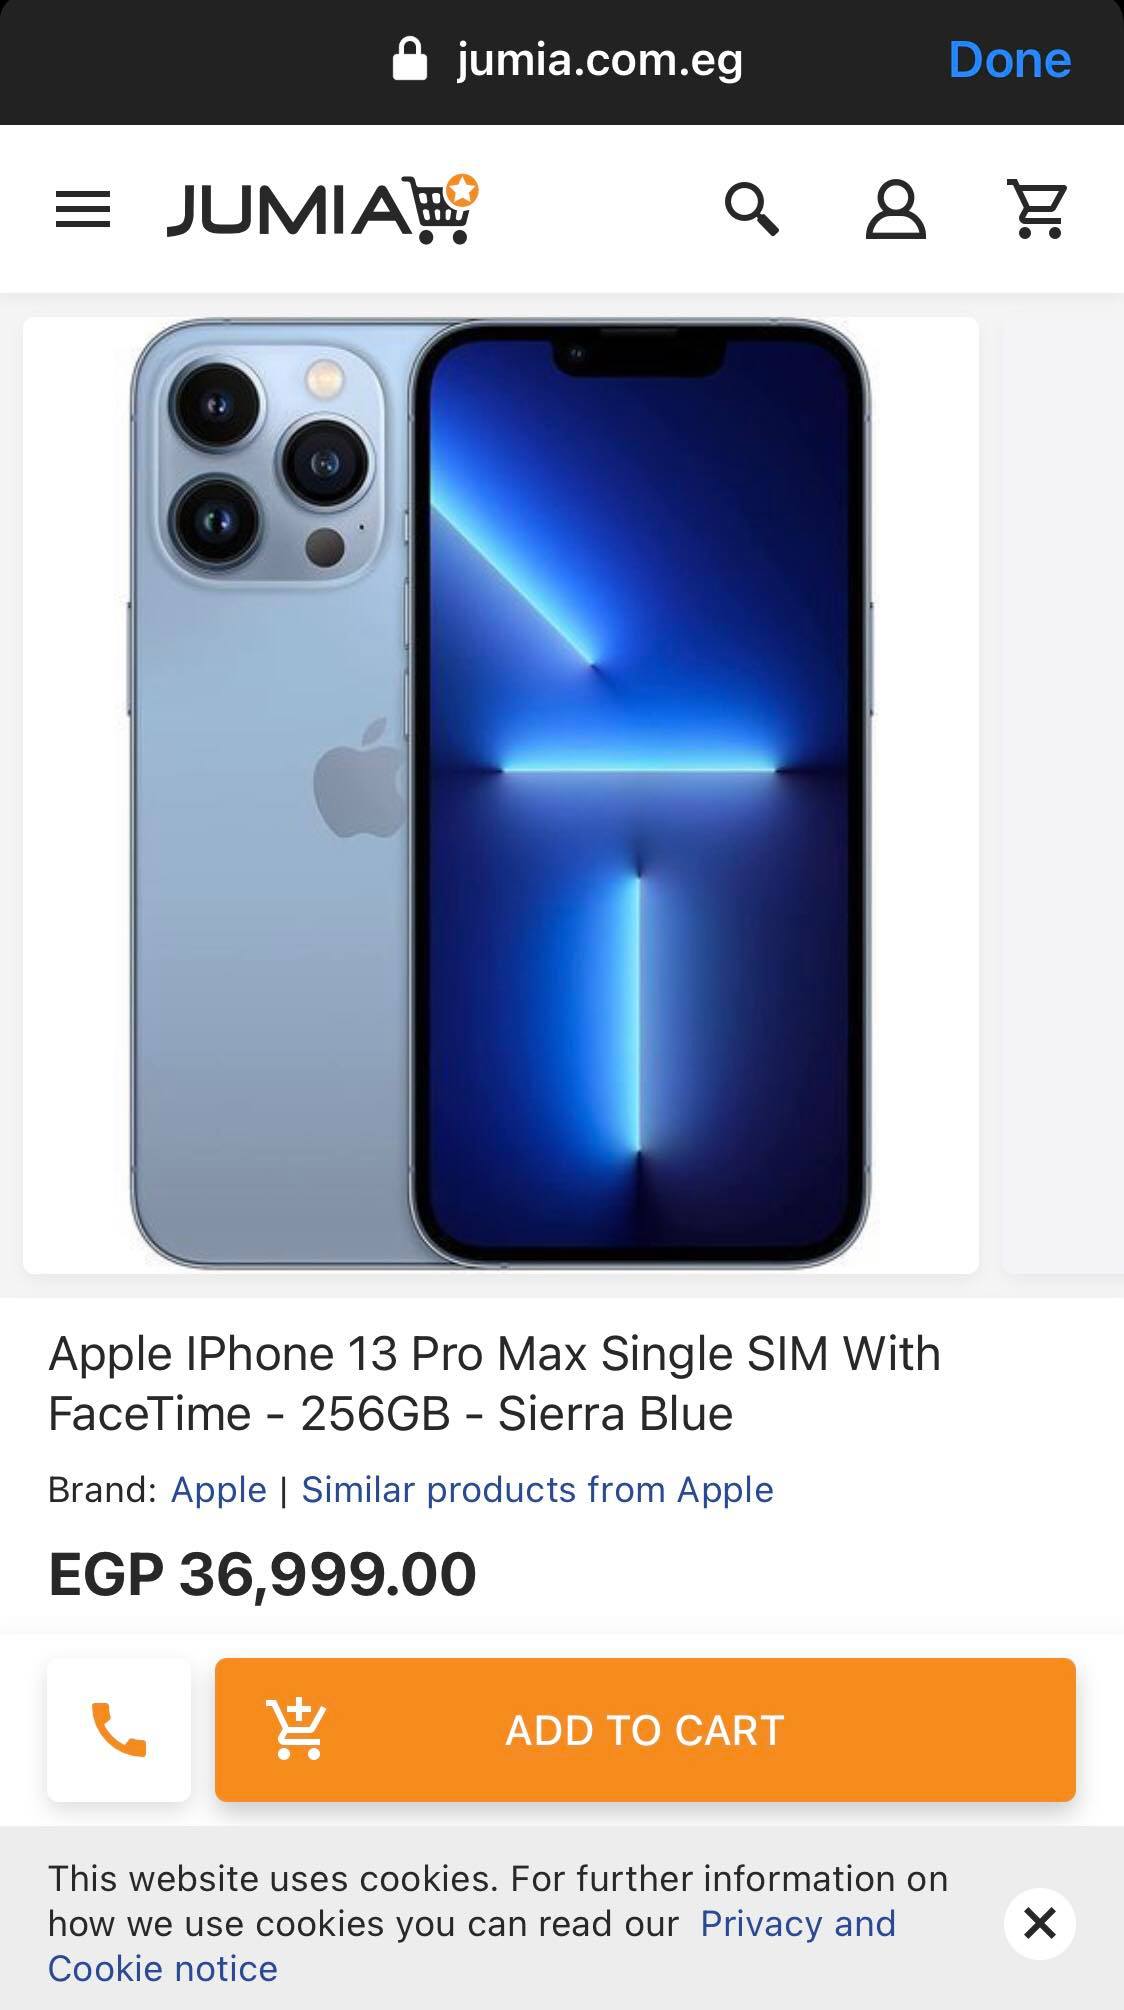 jumia.com.eg
Done
JUMIA
Apple IPhone 13 Pro Max Single SIM With
FaceTime - 256GB - Sierra Blue
Brand: Apple | Similar products from Apple
EGP 36,999.00
ADD TO CART
This website uses cookies. For further information on
how we use cookies you can read our Privacy and
Cookie notice